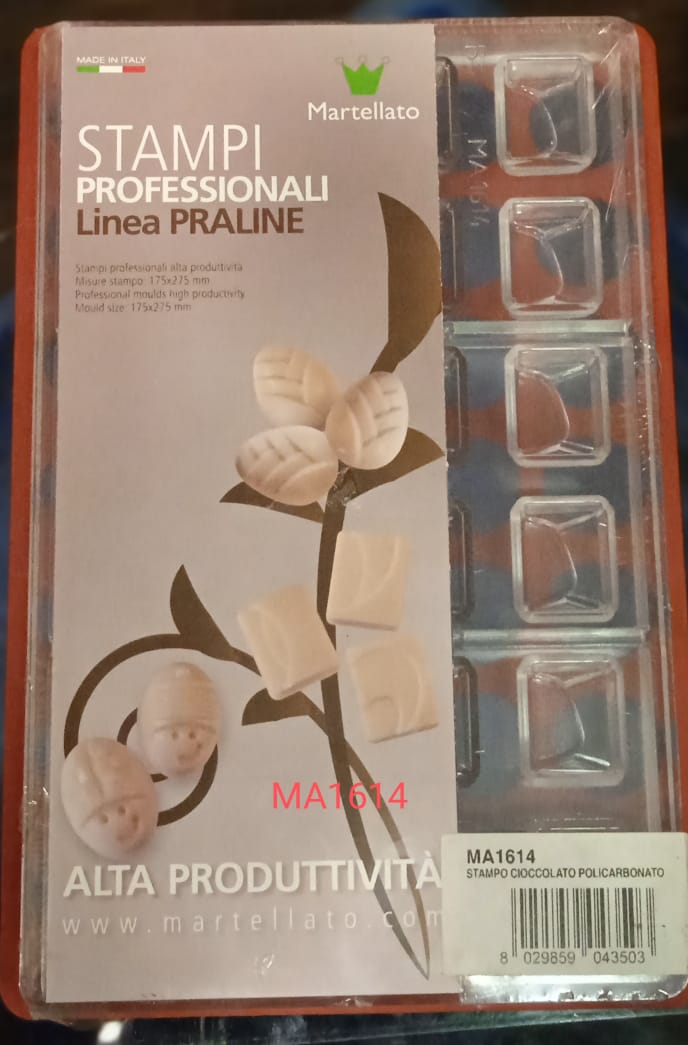 MADE IN ITALY
Martellato
STAMPI
PROFESSIONALI
Linea PRALINE
Stampi professionali alta produttività
Misure stampo: 175x275 mm
Professional moulds high productivity
Mould size: 175x275 mm
MA1614
MA1614
ALTA PRODUTTIVITÀ
www.martellato.com
MA1614
STAMPO CIOCCOLATO POLICARBONATO
8 029859 043503